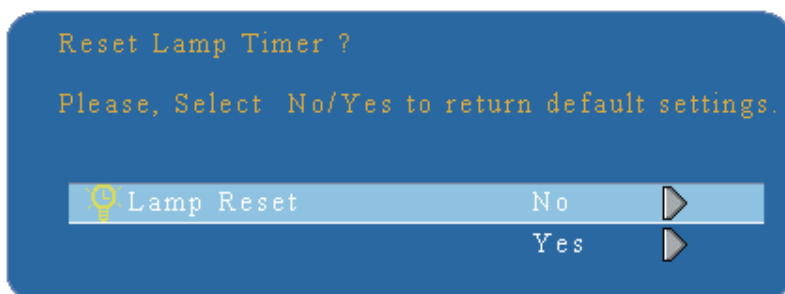 Reset Lamp Timer ?
Please, Select No/Yes to return default settings.
Lamp Reset No
Yes